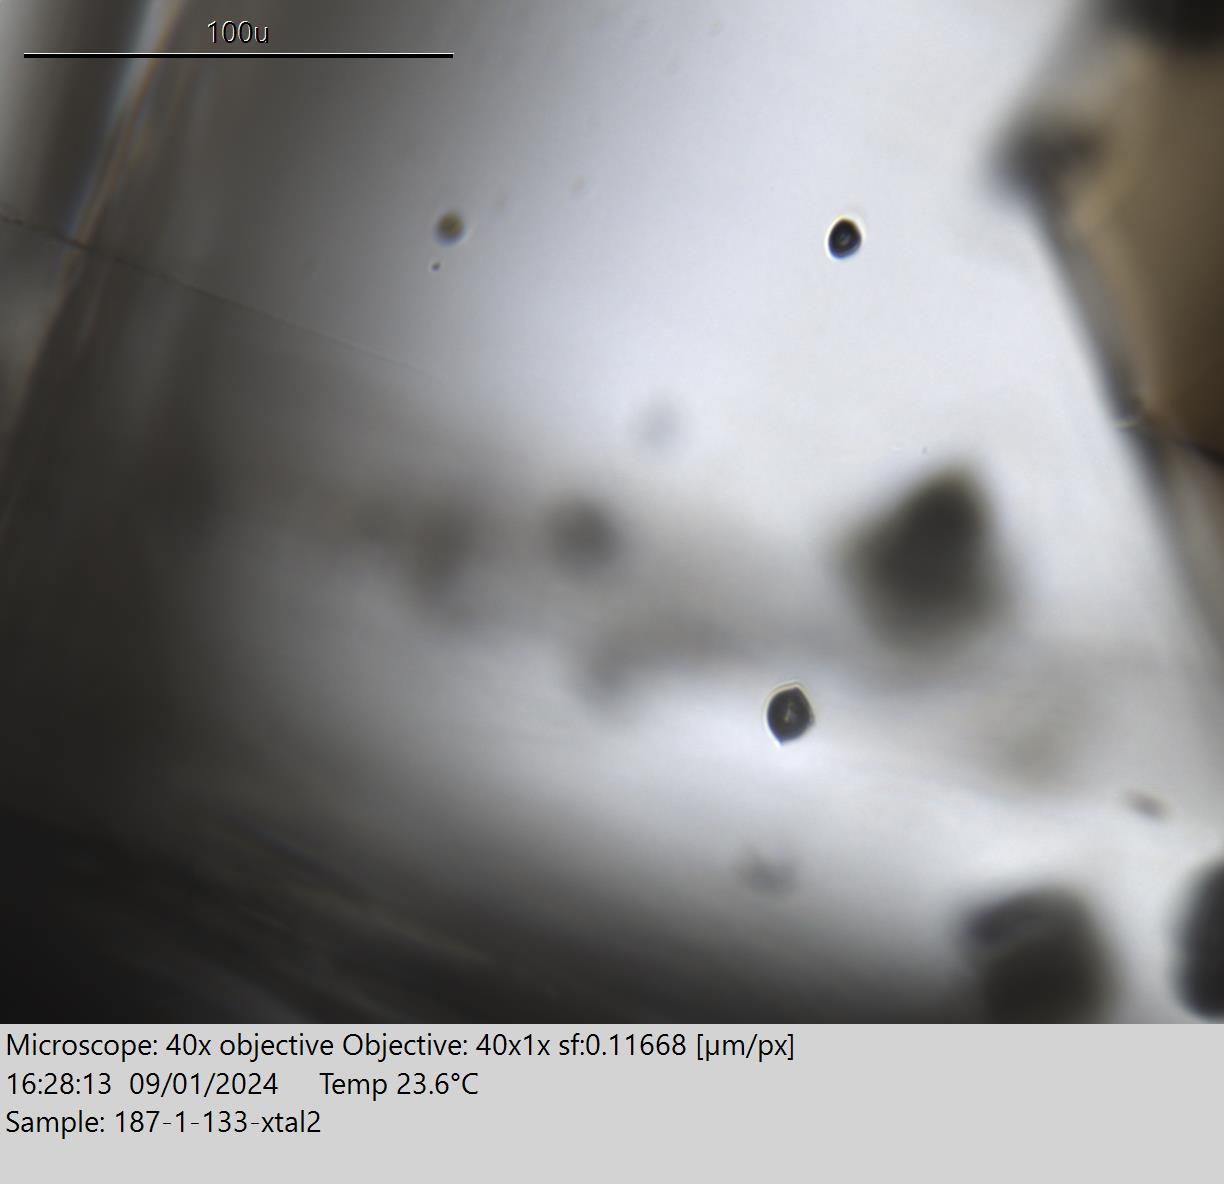 100u
Microscope: 40x objective Objective: 40x1x sf:0.11668 [µm/px]
16:28:13 09/01/2024 Temp 23.6°C
Sample: 187-1-133-xtal2